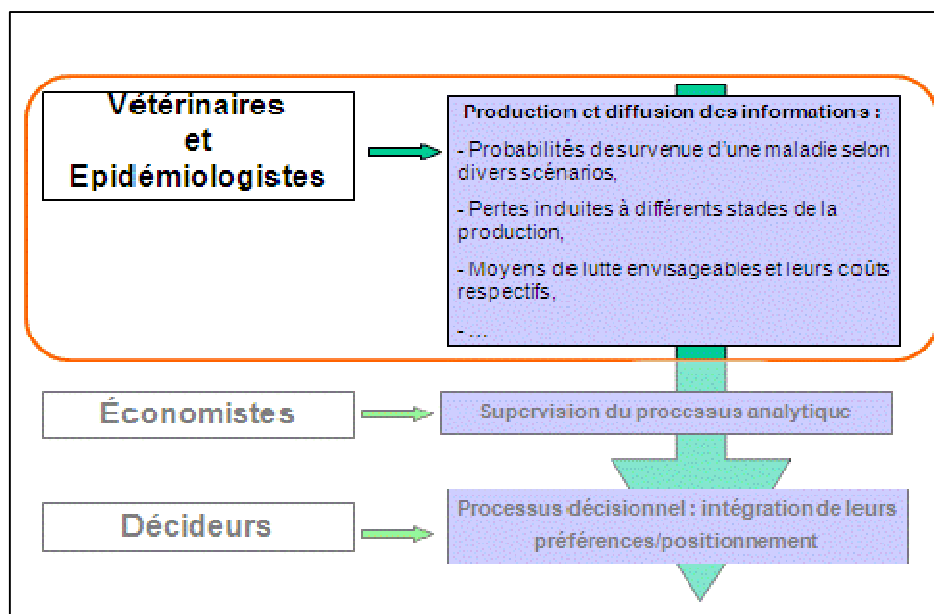 Vétérinaires
et
Epidémiologistes
Production et diffusion des informations :
- Probabilités de survenue d'une maladie selon
divers scénarios,
- Pertes induites à différents stades de la
production,
- Moyens de lutte envisageables et leurs coûts
respectifs,
- ...
Économistes
Supervision du processus analytique
Décideurs
Processus décisionnel : intégration de leurs
préférences/positionnement